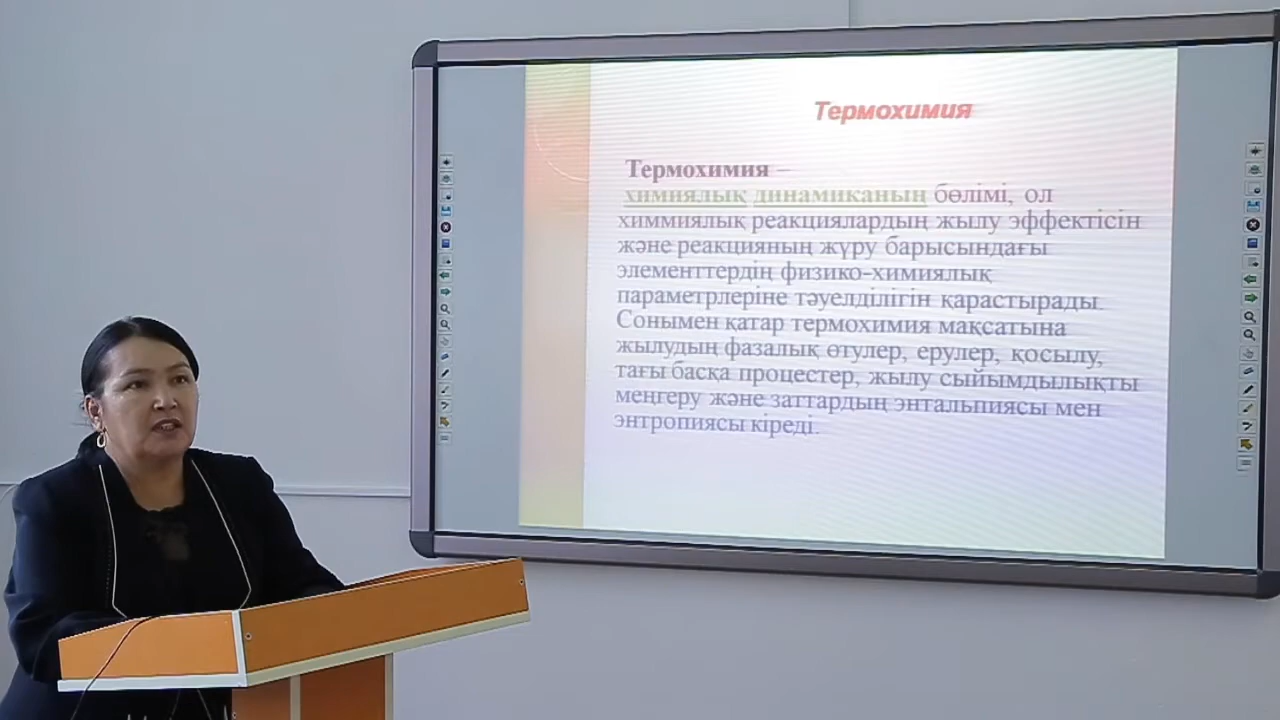 Термохимия
Термохимия –
химиялық динамиканың бөлімі, ол
химмиялық реакциялардың жылу эффектісін
және реакцияның жүру барысындағы
элементтердің физико-химиялық
параметрлеріне тәуелділігін қарастырады.
Сонымен қатар термохимия мақсатына
жылудың фазалық өтулер, ерулер, қосылу,
тағы басқа процестер, жылу сыйымдылықты
меңгеру және заттардың энтальпиясы мен
энтропиясы кіреді.